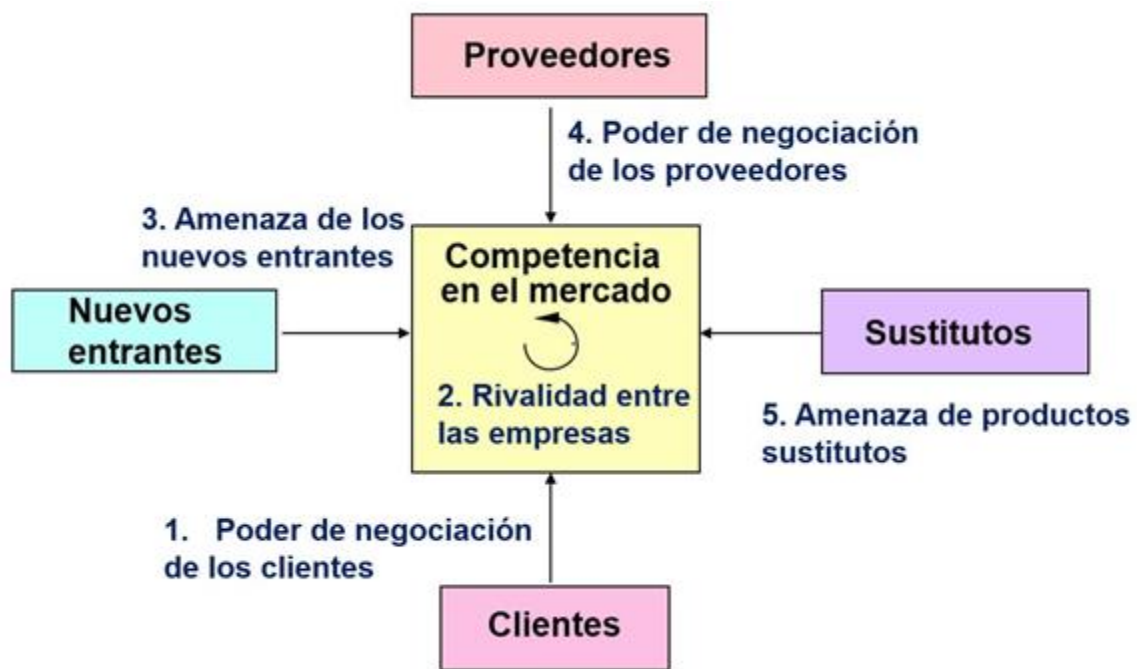 Proveedores
4. Poder de negociación
de los proveedores
3. Amenaza de los
nuevos entrantes
Competencia
en el mercado
Nuevos
entrantes
Sustitutos
2. Rivalidad entre
las empresas
5. Amenaza de productos
sustitutos
1. Poder de negociación
de los clientes
Clientes